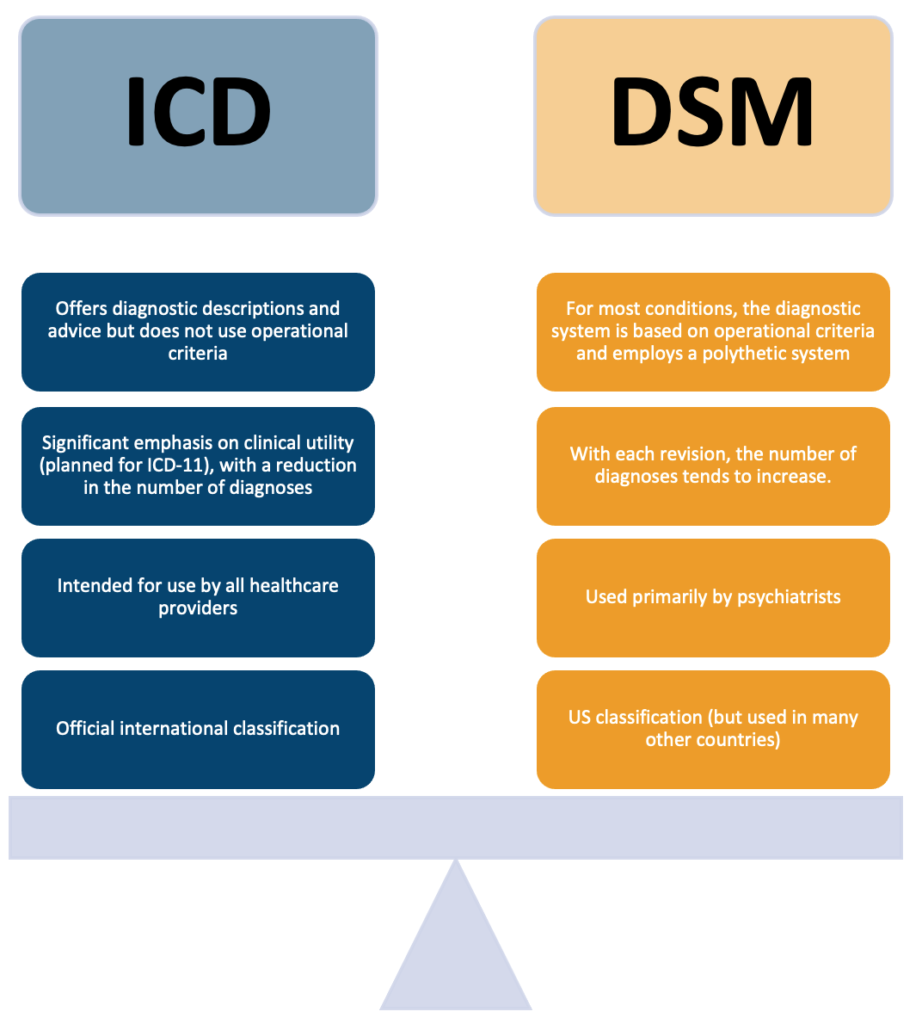 ICD
DSM
Offers diagnostic descriptions and
advice but does not use operational
criteria
For most conditions, the diagnostic
system is based on operational criteria
and employs a polythetic system
Significant emphasis on clinical utility
(planned for ICD-11), with a reduction
in the number of diagnoses
With each revision, the number of
diagnoses tends to increase.
Intended for use by all healthcare
providers
Used primarily by psychiatrists
Official international classification
US classification (but used in many
other countries)